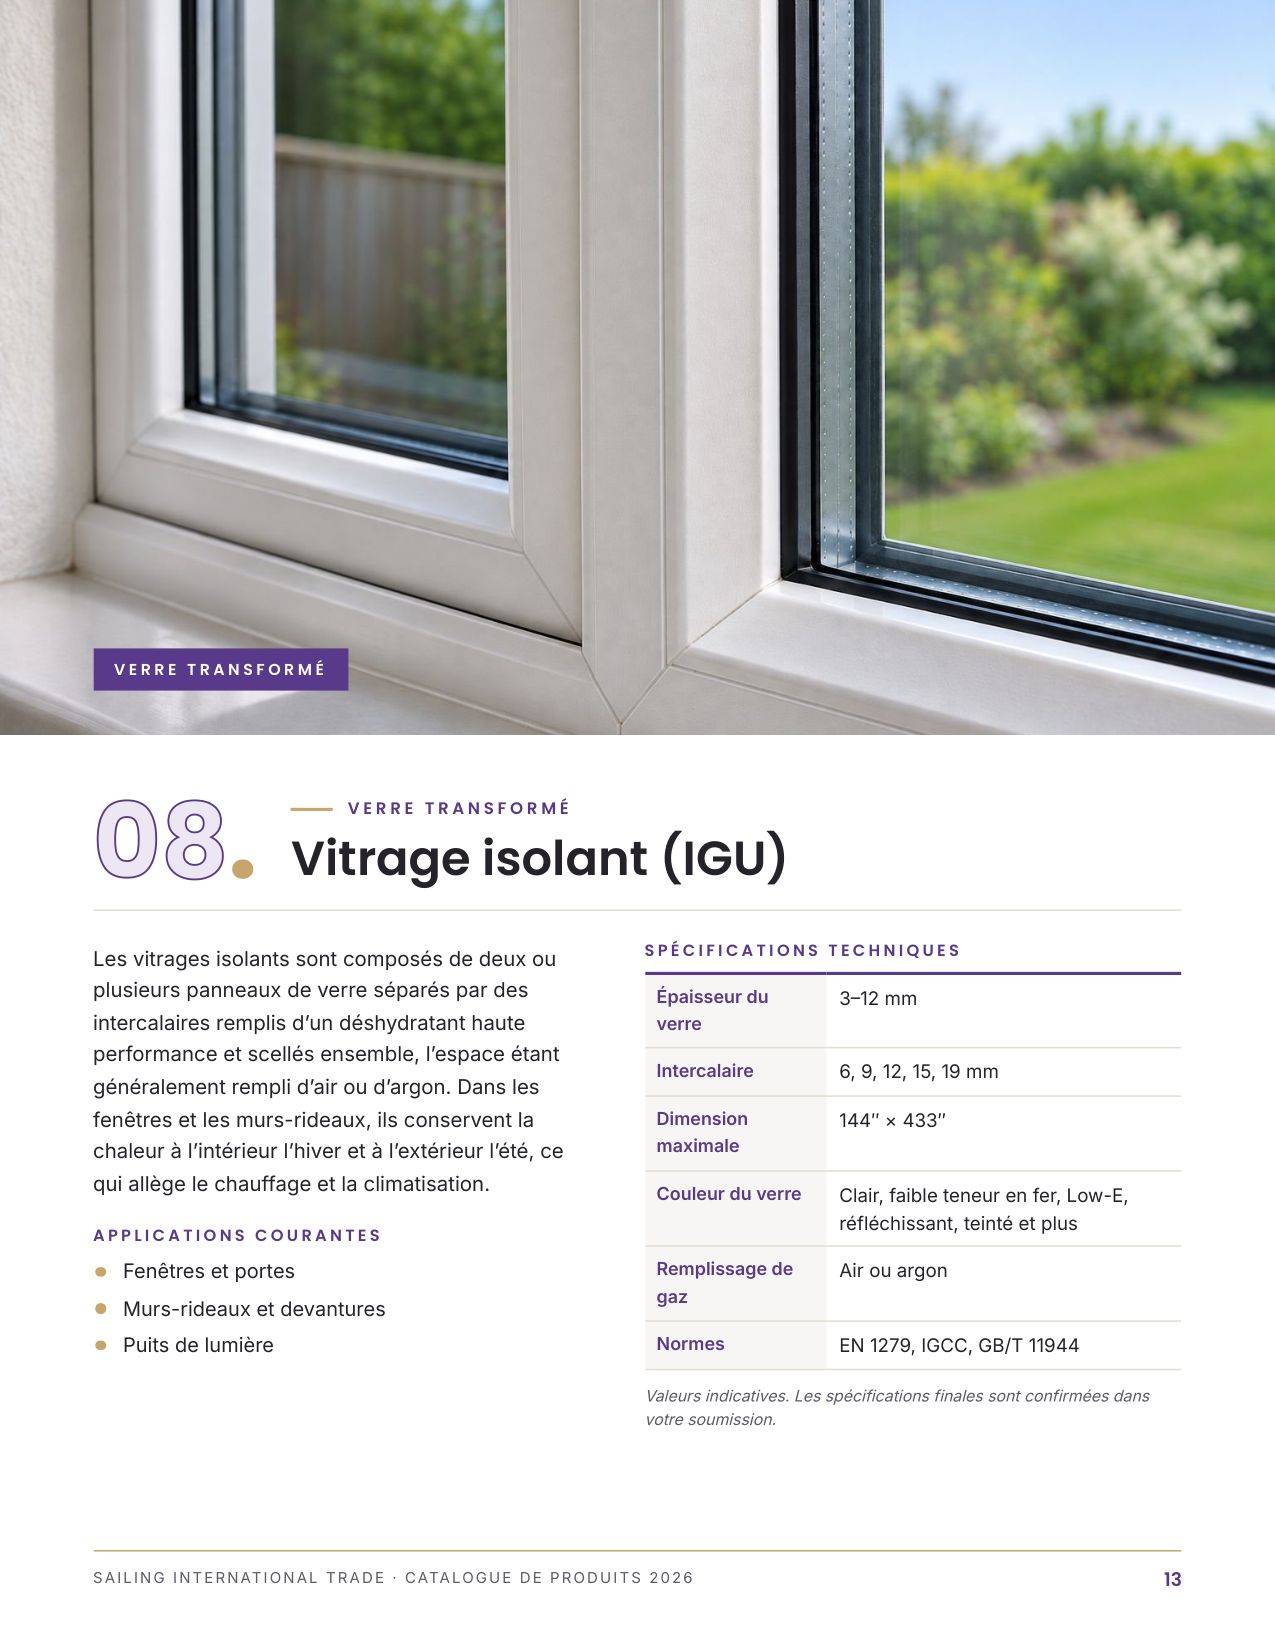 VERRE TRANSFORMÉ
08.
VERRE TRANSFORMÉ
Vitrage isolant (IGU)
Les vitrages isolants sont composés de deux ou
plusieurs panneaux de verre séparés par des
intercalaires remplis d’un déshydratant haute
performance et scellés ensemble, l’espace étant
généralement rempli d’air ou d’argon. Dans les
fenêtres et les murs-rideaux, ils conservent la
chaleur à l’intérieur l’hiver et à l’extérieur l’été, ce
qui allège le chauffage et la climatisation.
APPLICATIONS COURANTES
Fenêtres et portes
Murs-rideaux et devantures
Puits de lumière
SPÉCIFICATIONS TECHNIQUES
Épaisseur du
verre
3–12 mm
Intercalaire
6, 9, 12, 15, 19 mm
Dimension
maximale
144″ × 433″
Couleur du verre
Clair, faible teneur en fer, Low-E,
réfléchissant, teinté et plus
Remplissage de
gaz
Air ou argon
Normes
EN 1279, IGCC, GB/T 11944
Valeurs indicatives. Les spécifications finales sont confirmées dans
votre soumission.
SAILING INTERNATIONAL TRADE · CATALOGUE DE PRODUITS 2026
13